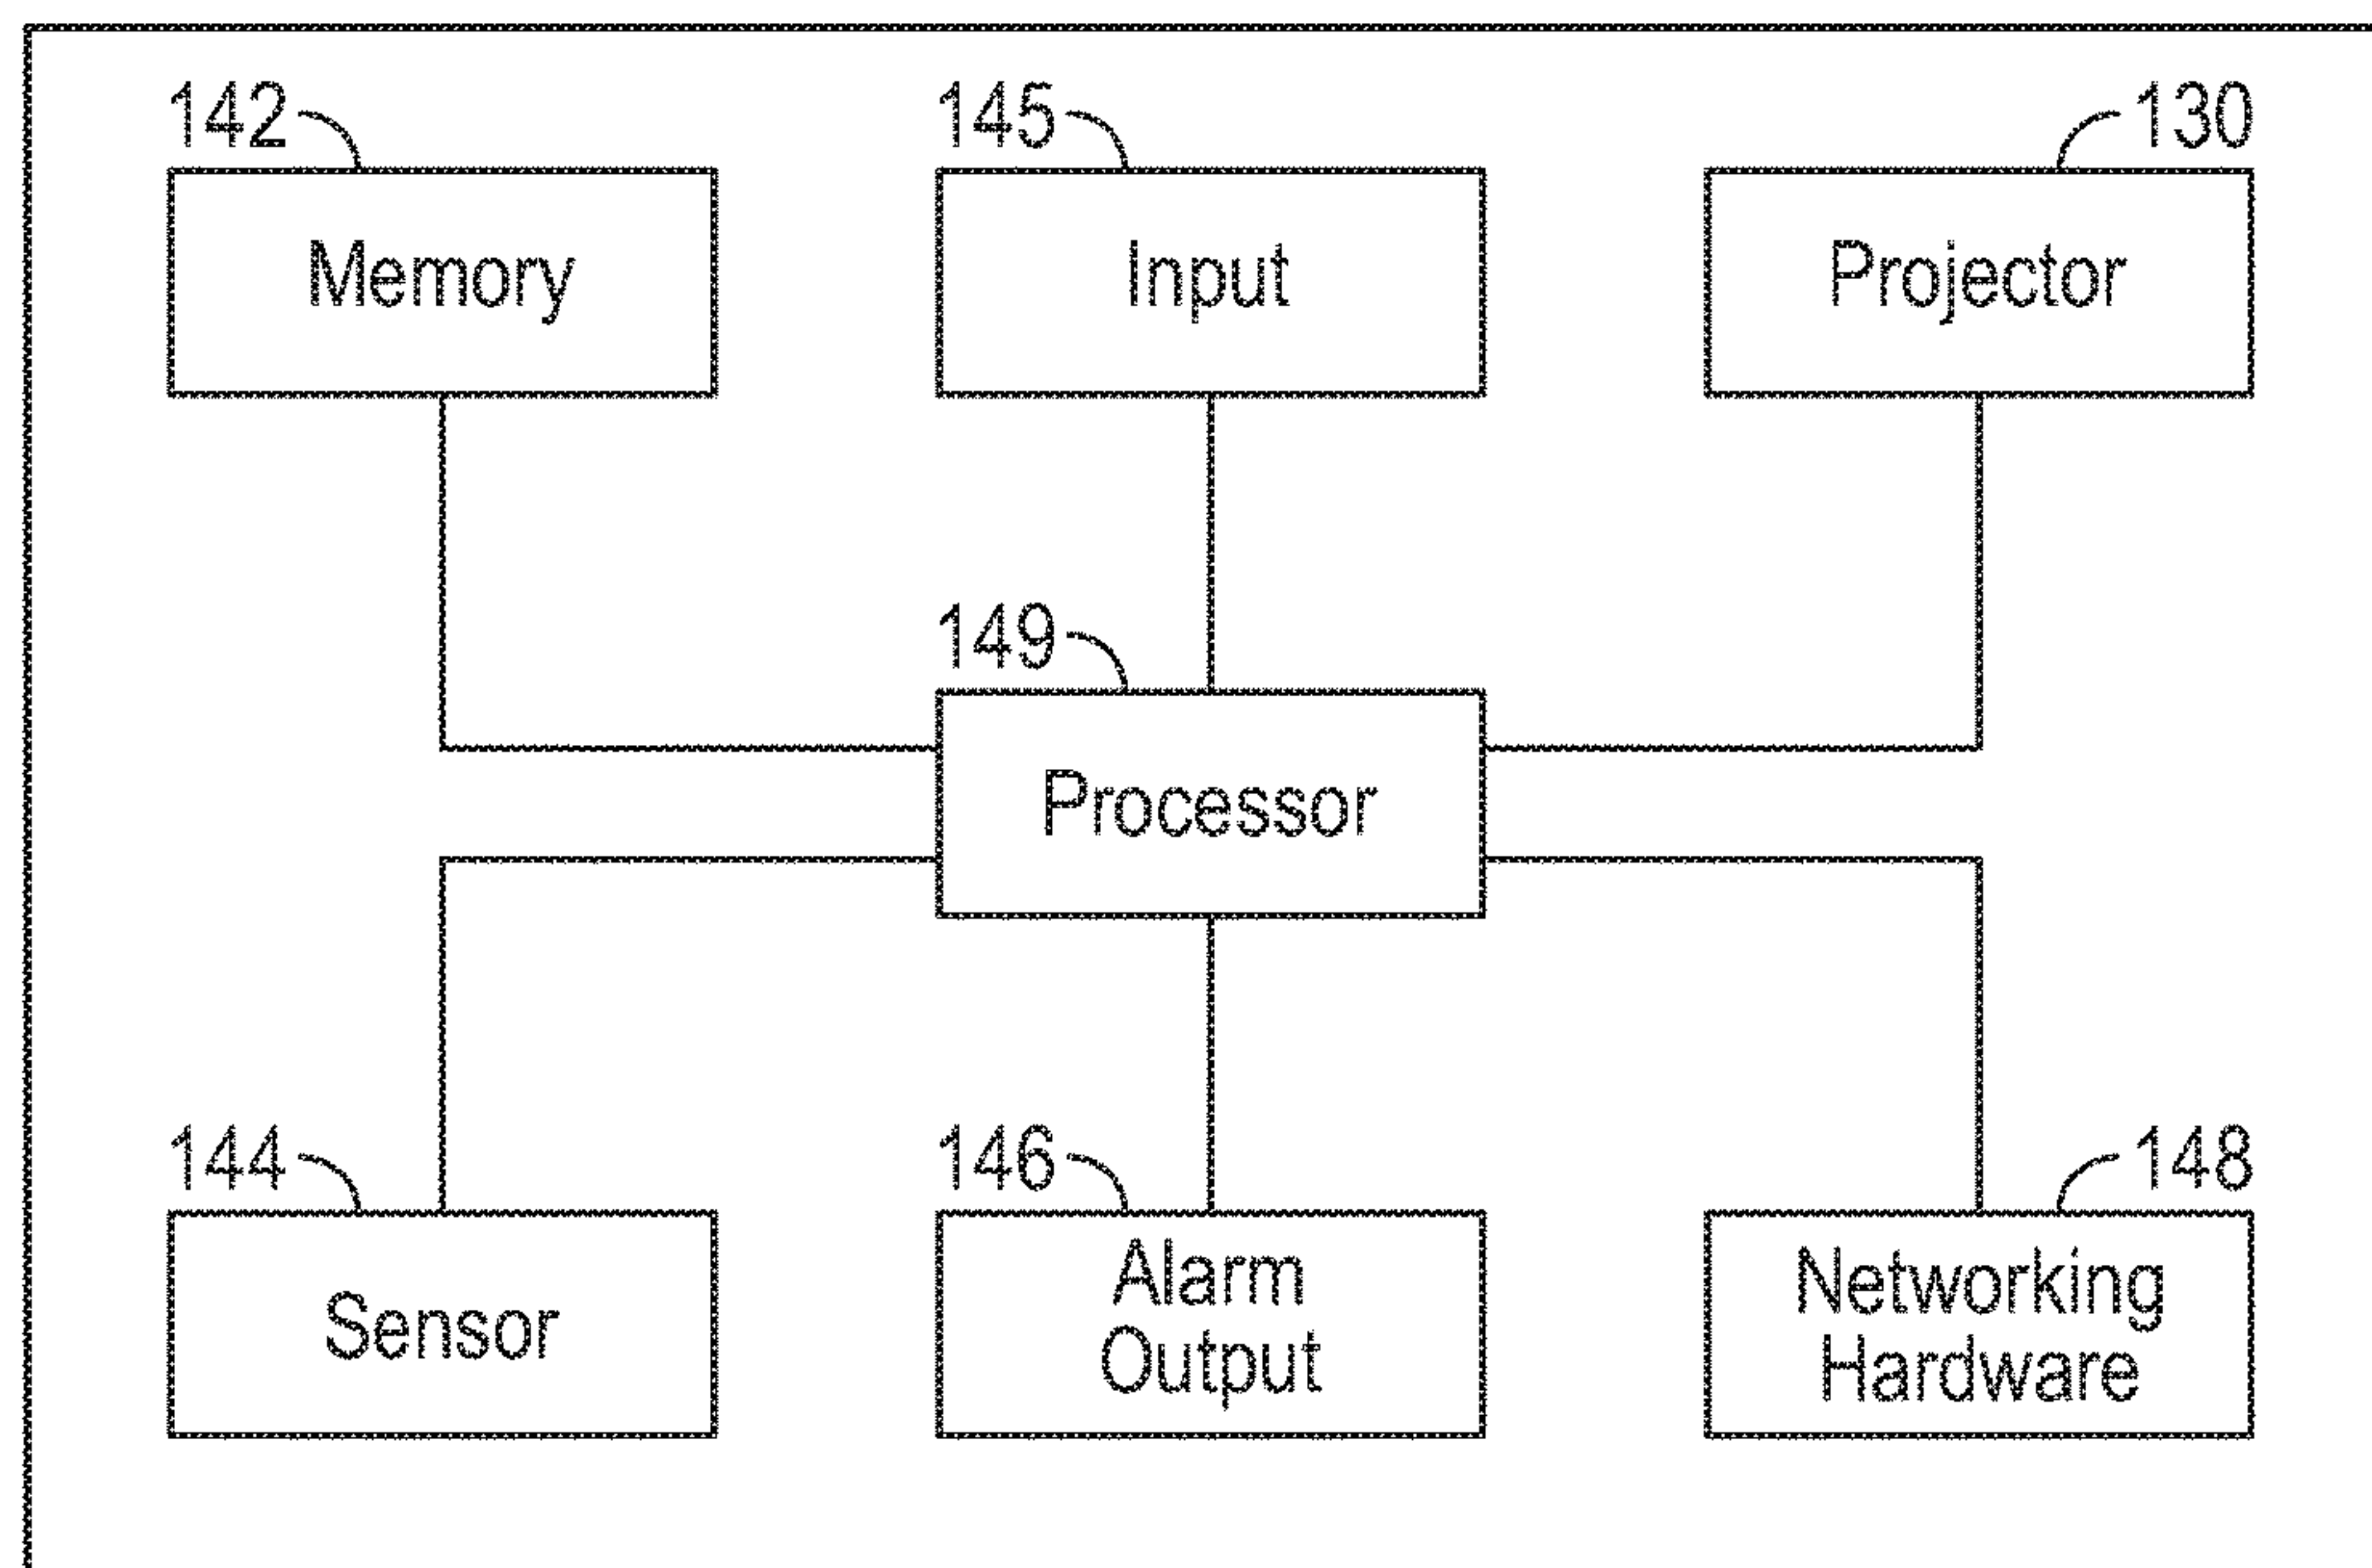 142
145
130
Memory
Input
Projector
149
Processor
144
146
148
Sensor
Alarm
Output
Networking
Hardware